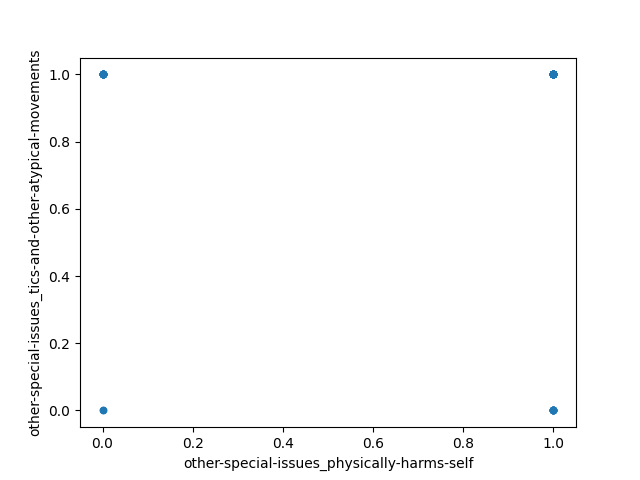 other-special-issues_tics-and-other-atypical-movements
1.0
0.8
0.6
0.4
0.2
0.0
0.0 0.2 0.4 0.6 0.8 1.0
other-special-issues_physically-harms-self